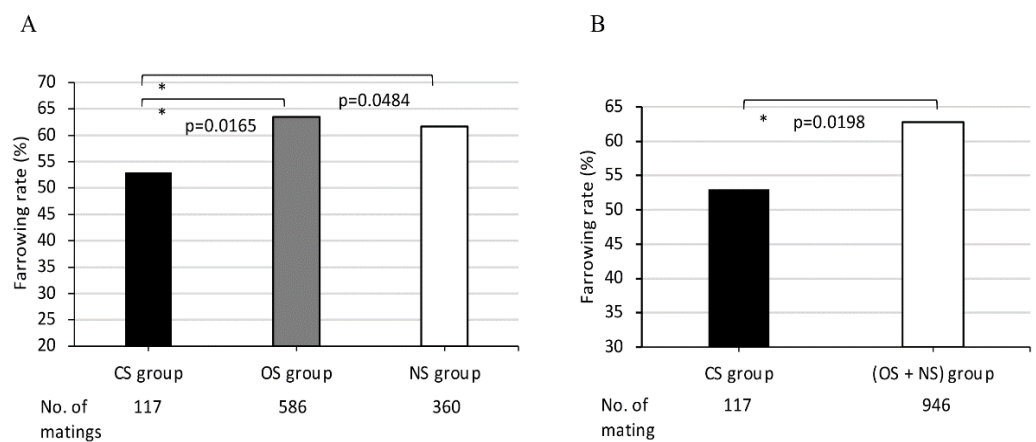 A
Farrowing rate (%)
70
65
60
55
50
45
40
35
30
25
20
*
p=0.0484
*
p=0.0165
CS group OS group NS group
No. of matings 117 586 360
B
Farrowing rate (%)
65
60
55
50
45
40
35
30
* p=0.0198
CS group (OS + NS) group
No. of mating 117 946